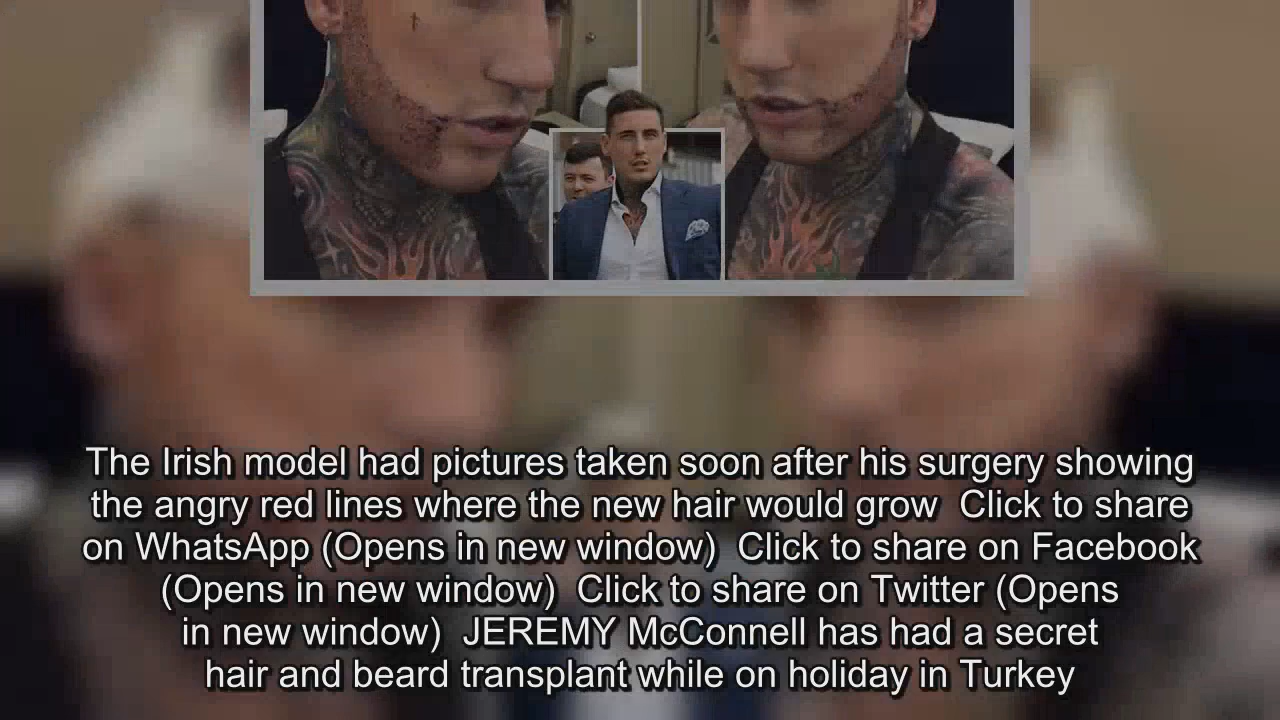 The Irish model had pictures taken soon after his surgery showing
the angry red lines where the new hair would grow  Click to share
on WhatsApp (Opens in new window)  Click to share on Facebook
(Opens in new window)  Click to share on Twitter (Opens
in new window)  JEREMY McConnell has had a secret
hair and beard transplant while on holiday in Turkey